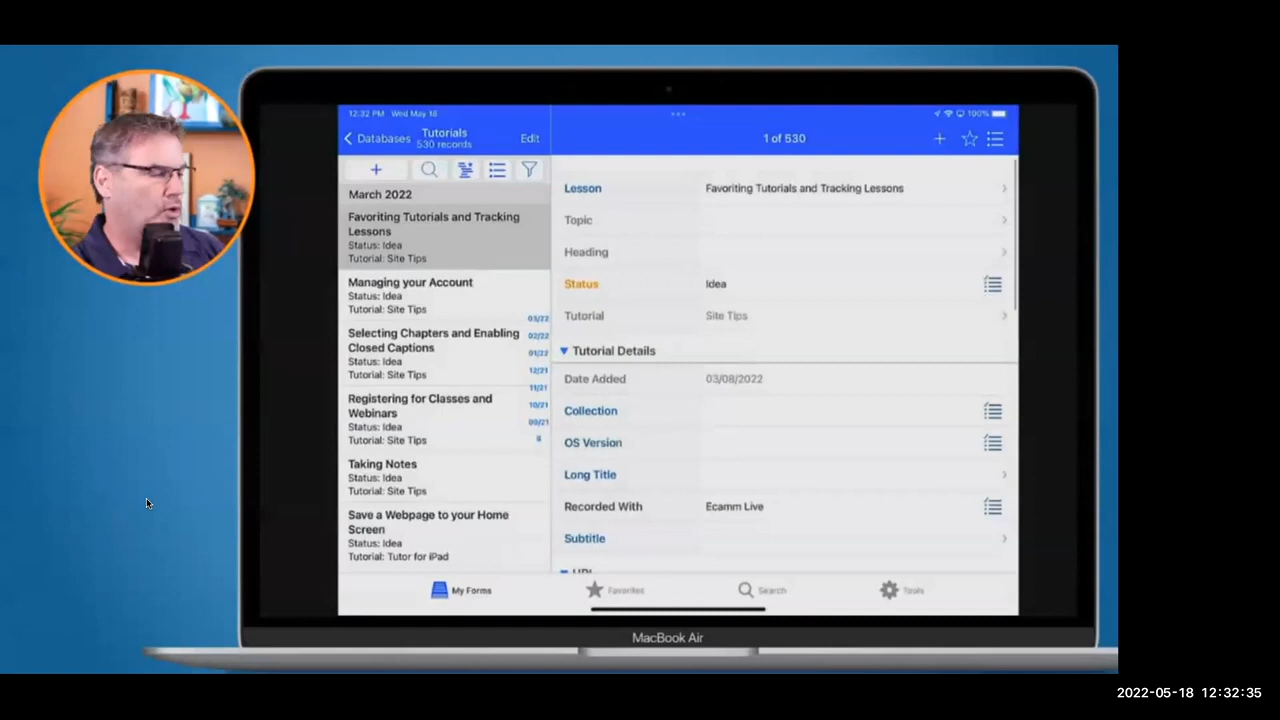 12:32 PM Wed May 18
100%
Databases
Tutorials
530 records
Edit
1 of 530
March 2022
Favoriting Tutorials and Tracking
Lessons
Status: Idea
Tutorial: Site Tips
Managing your Account
Status: Idea
Tutorial: Site Tips
Selecting Chapters and Enabling
Closed Captions
Status: Idea
Tutorial: Site Tips
Registering for Classes and
Webinars
Status: Idea
Tutorial: Site Tips
Taking Notes
Status: Idea
Tutorial: Site Tips
Save a Webpage to your Home
Screen
Status: Idea
Tutorial: Tutor for iPad
03/22
02/22
01/22
12/21
11/21
10/21
09/21
Lesson Favoriting Tutorials and Tracking Lessons
Topic
Heading
Status Idea
Tutorial Site Tips
Tutorial Details
Date Added 03/08/2022
Collection
OS Version
Long Title
Recorded With Ecamm Live
Subtitle
My Forms
Favorites
Search
Tools
MacBook Air
2022-05-18 12:32:35